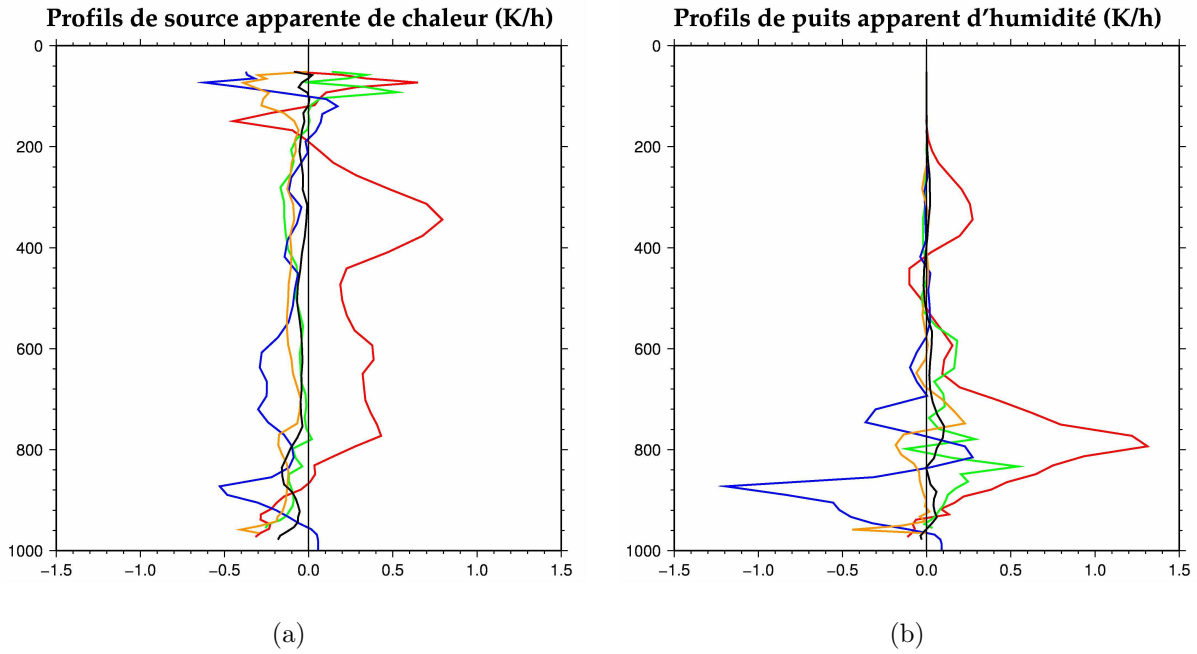 Profils de source apparente de chaleur (K/h)
0
200
400
600
800
1000
−1.5 −1.0 −0.5 0.0 0.5 1.0 1.5
(a)
Profils de puits apparent d’humidité (K/h)
0
200
400
600
800
1000
−1.5 −1.0 −0.5 0.0 0.5 1.0 1.5
(b)